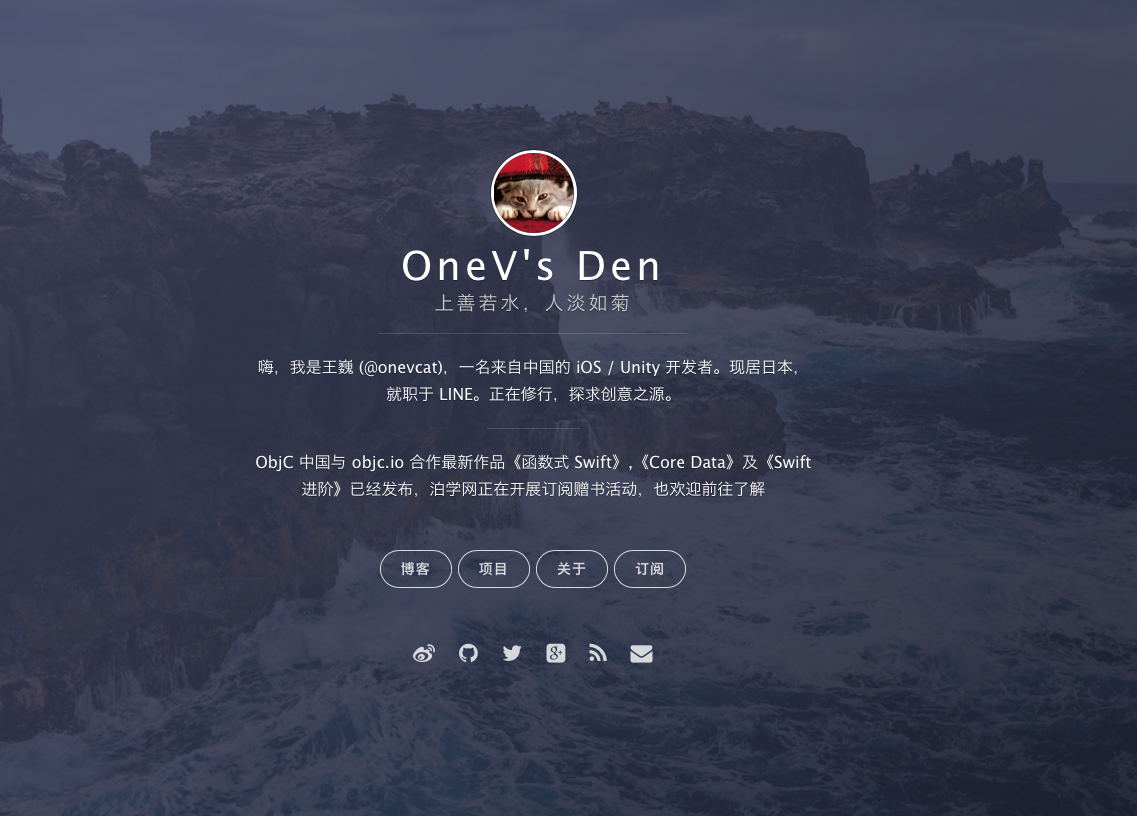 OneV's Den
上善若水，人淡如菊
嗨，我是王巍 (@onevcat)，一名来自中国的 iOS / Unity 开发者。现居日本，
就职于 LINE。正在修行，探求创意之源。
ObjC 中国与 objc.io 合作最新作品《函数式 Swift》,《Core Data》及《Swift
进阶》已经发布，泊学网正在开展订阅赠书活动，也欢迎前往了解
博客 项目 关于 订阅